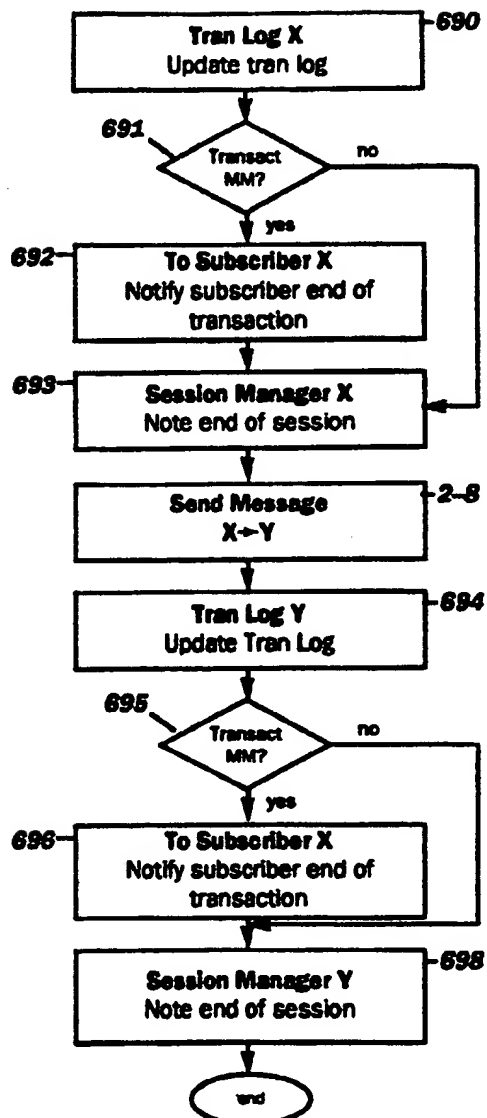 Tran Log X
Update tran log
690
691
Transact
MM?
no
yes
692
To Subscriber X
Notify subscriber end of
transaction
693
Session Manager X
Note end of session
Send Message
X→Y
2-8
Tran Log Y
Update Tran Log
694
695
Transact
MM?
no
yes
696
To Subscriber X
Notify subscriber end of
transaction
Session Manager Y
Note end of session
698
end